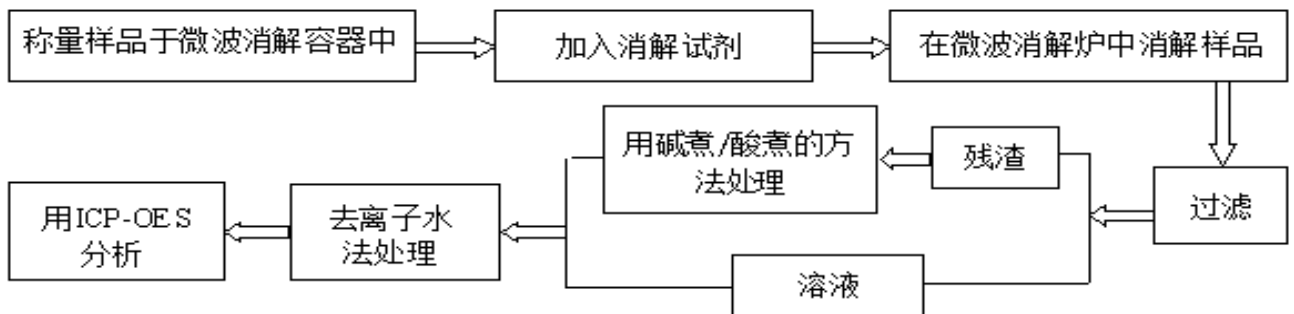 称量样品于微波消解容器中
加入消解试剂
在微波消解炉中消解样品
过滤
残渣
用碱煮/酸煮的方
法处理
溶液
去离子水
法处理
用ICP-OES
分析